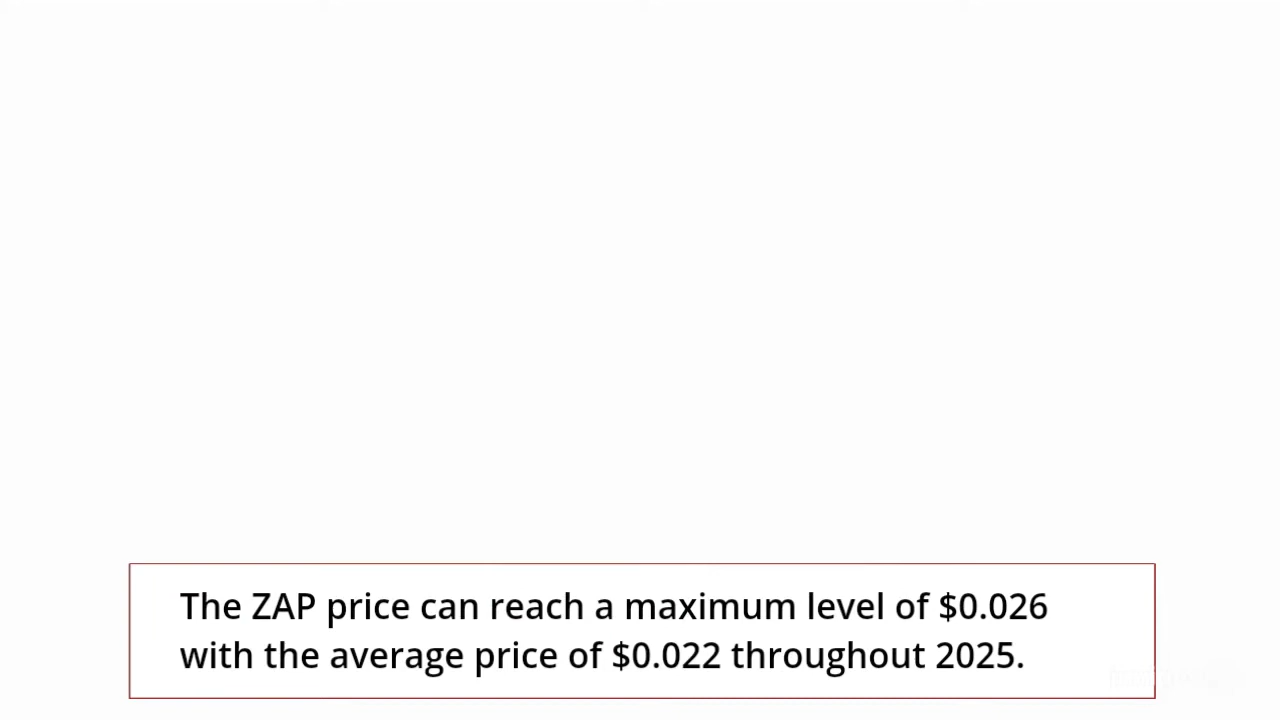 The ZAP price can reach a maximum level of $0.026
with the average price of $0.022 throughout 2025.